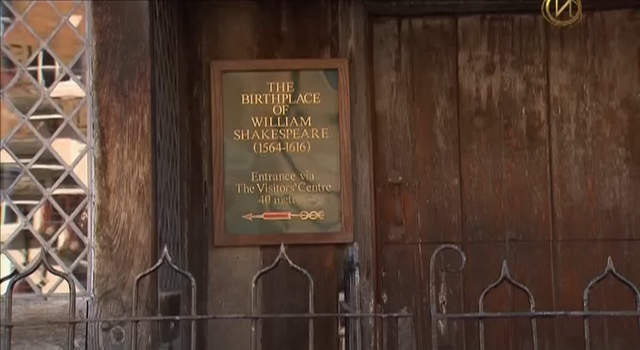 THE
BIRTHPLACE
OF
WILLIAM
SHAKESPEARE
(1564-1616)
Entrance via
The Visitors' Centre
40